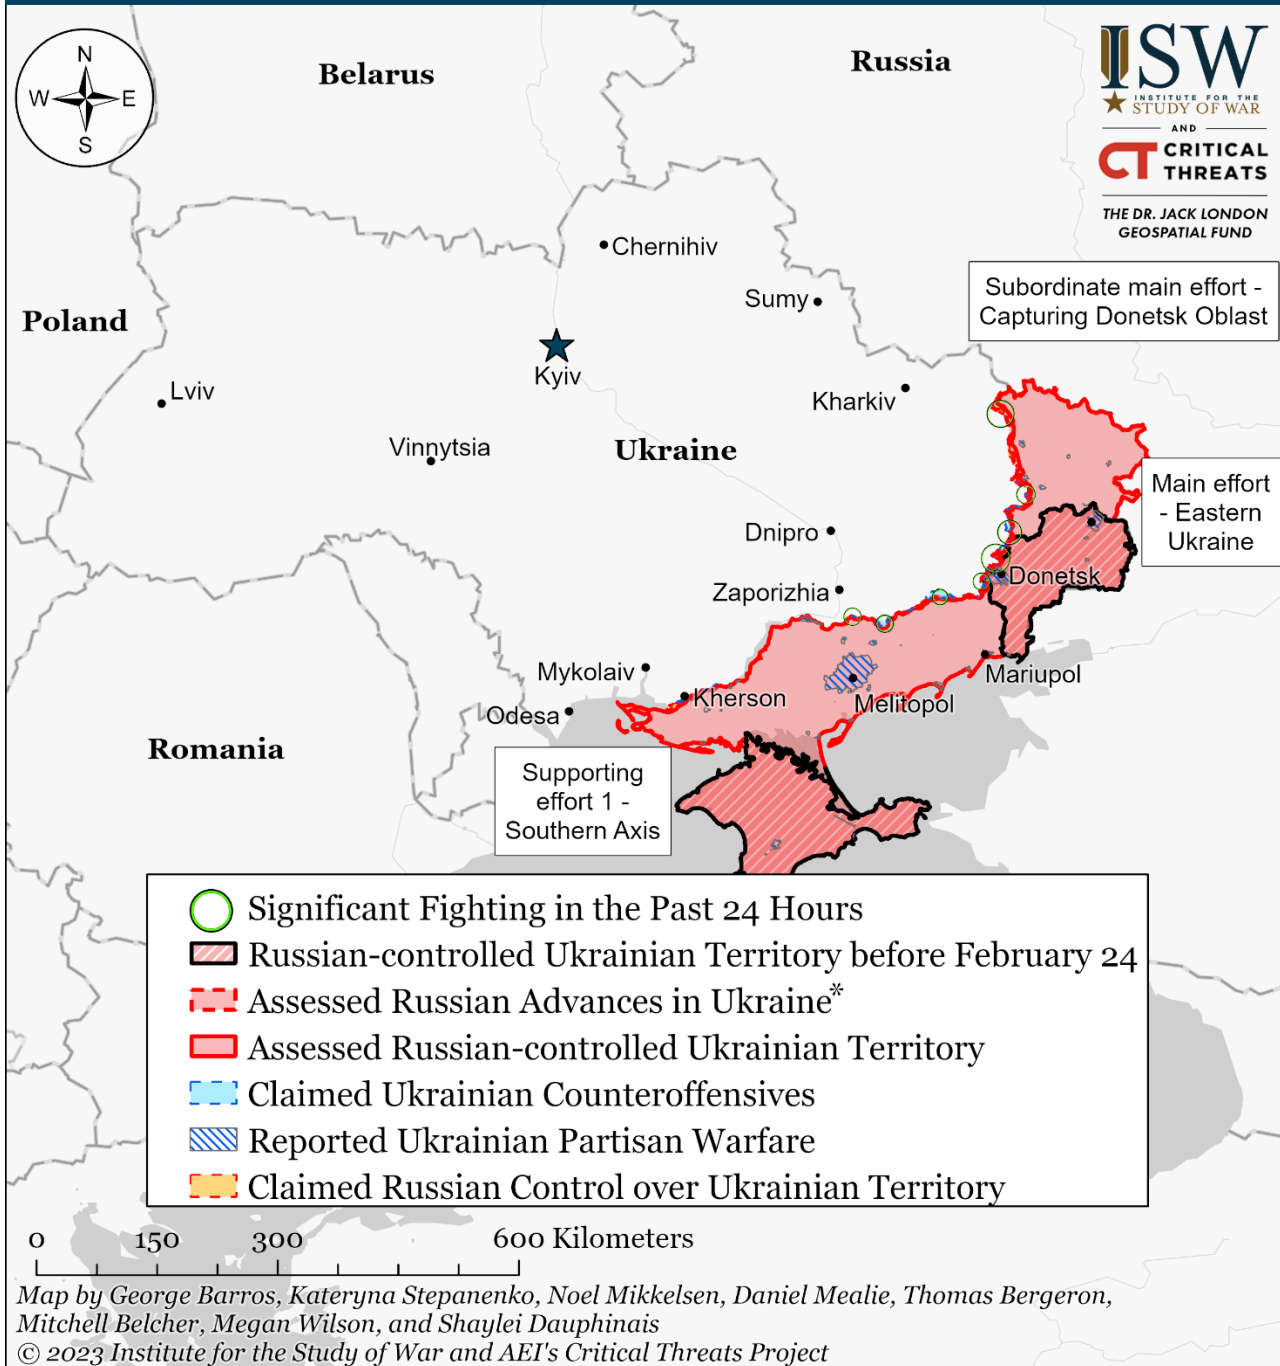 N
W
E
S
Belarus
Russia
ISW
INSTITUTE FOR THE
STUDY OF WAR
AND
CT CRITICAL
THREATS
THE DR. JACK LONDON
GEOSPATIAL FUND
Chernihiv
Subordinate main effort -
Capturing Donetsk Oblast
Sumy
Poland
Kyiv
Lviv
Kharkiv
Vinnytsia
Ukraine
Main effort
- Eastern
Ukraine
Dnipro
Donetsk
Zaporizhia
Mykolaiv
Mariupol
Kherson
Melitopol
Odesa
Romania
Supporting
effort 1 -
Southern Axis
Significant Fighting in the Past 24 Hours
Russian-controlled Ukrainian Territory before February 24
Assessed Russian Advances in Ukraine*
Assessed Russian-controlled Ukrainian Territory
Claimed Ukrainian Counteroffensives
Reported Ukrainian Partisan Warfare
Claimed Russian Control over Ukrainian Territory
0 150 300 600 Kilometers
Map by George Barros, Kateryna Stepanenko, Noel Mikkelsen, Daniel Mealie, Thomas Bergeron,
Mitchell Belcher, Megan Wilson, and Shaylei Dauphinais
© 2023 Institute for the Study of War and AEI's Critical Threats Project